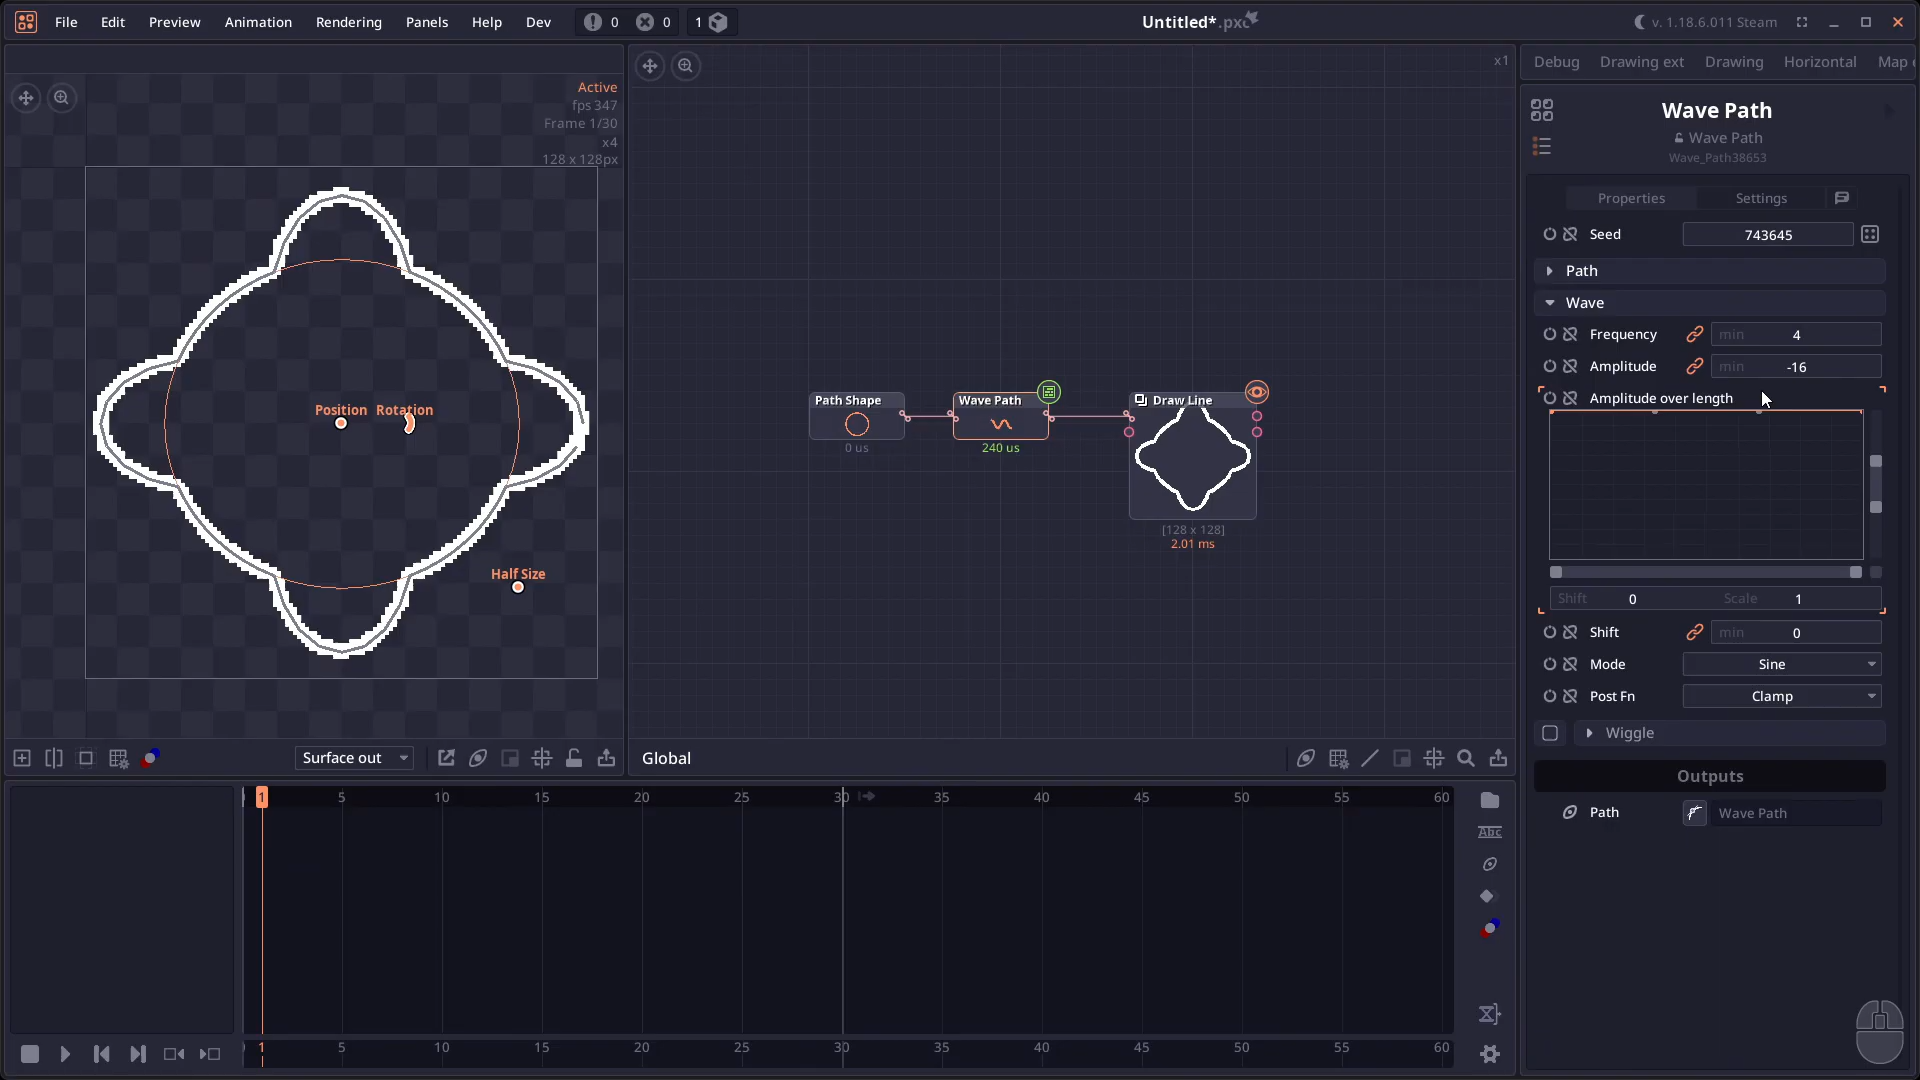 File Edit Preview Animation Rendering Panels Help Dev 0 0 1 Untitled*.pxc v. 1.18.6.011 Steam
Active
fps 347
Frame 1/30
x4
128 x 128px
Position Rotation
Half Size
Surface out
x1
Path Shape
0 us
Wave Path
240 us
Draw Line
[128 x 128]
2.01 ms
Global
Debug Drawing ext Drawing Horizontal Map
Wave Path
Wave Path
Wave_Path38653
Properties Settings
Seed 743645
Path
Wave
Frequency min 4
Amplitude min -16
Amplitude over length
Shift 0 Scale 1
Shift min 0
Mode Sine
Post Fn Clamp
Wiggle
Outputs
Path Wave Path
1 5 10 15 20 25 30 35 40 45 50 55 60
Abc
1 5 10 15 20 25 30 35 40 45 50 55 60